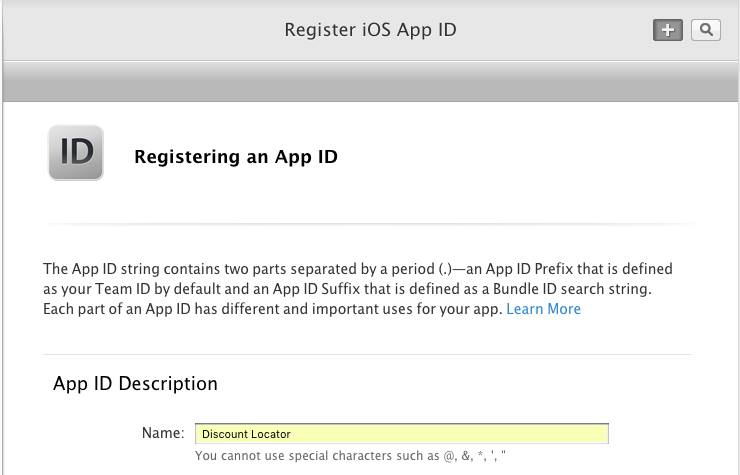 Register iOS App ID
ID
Registering an App ID
The App ID string contains two parts separated by a period (.)—an App ID Prefix that is defined
as your Team ID by default and an App ID Suffix that is defined as a Bundle ID search string.
Each part of an App ID has different and important uses for your app. Learn More
App ID Description
Name: Discount Locator
You cannot use special characters such as @, &, *, ', "